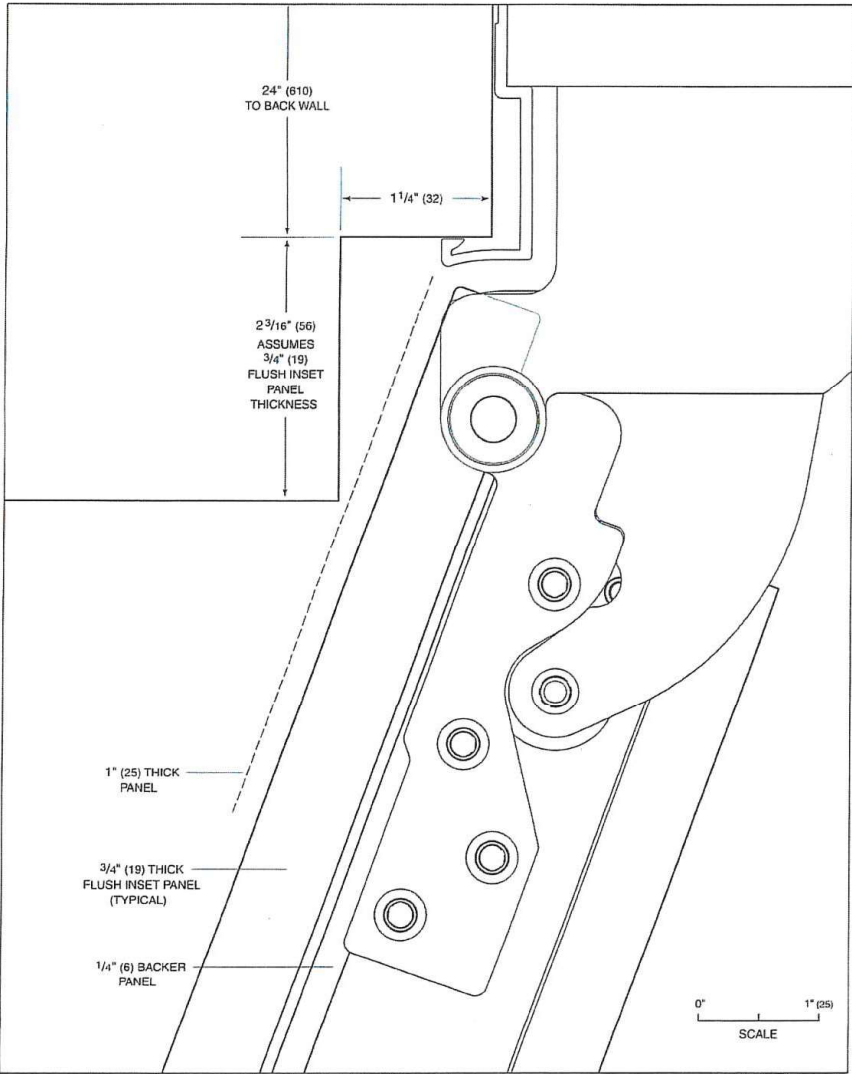 24" (610)
TO BACK WALL
1 1/4" (32)
2 3/16" (56)
ASSUMES
3/4" (19)
FLUSH INSET
PANEL
THICKNESS
1" (25) THICK
PANEL
3/4" (19) THICK
FLUSH INSET PANEL
(TYPICAL)
1/4" (6) BACKER
PANEL
0" 1" (25)
SCALE